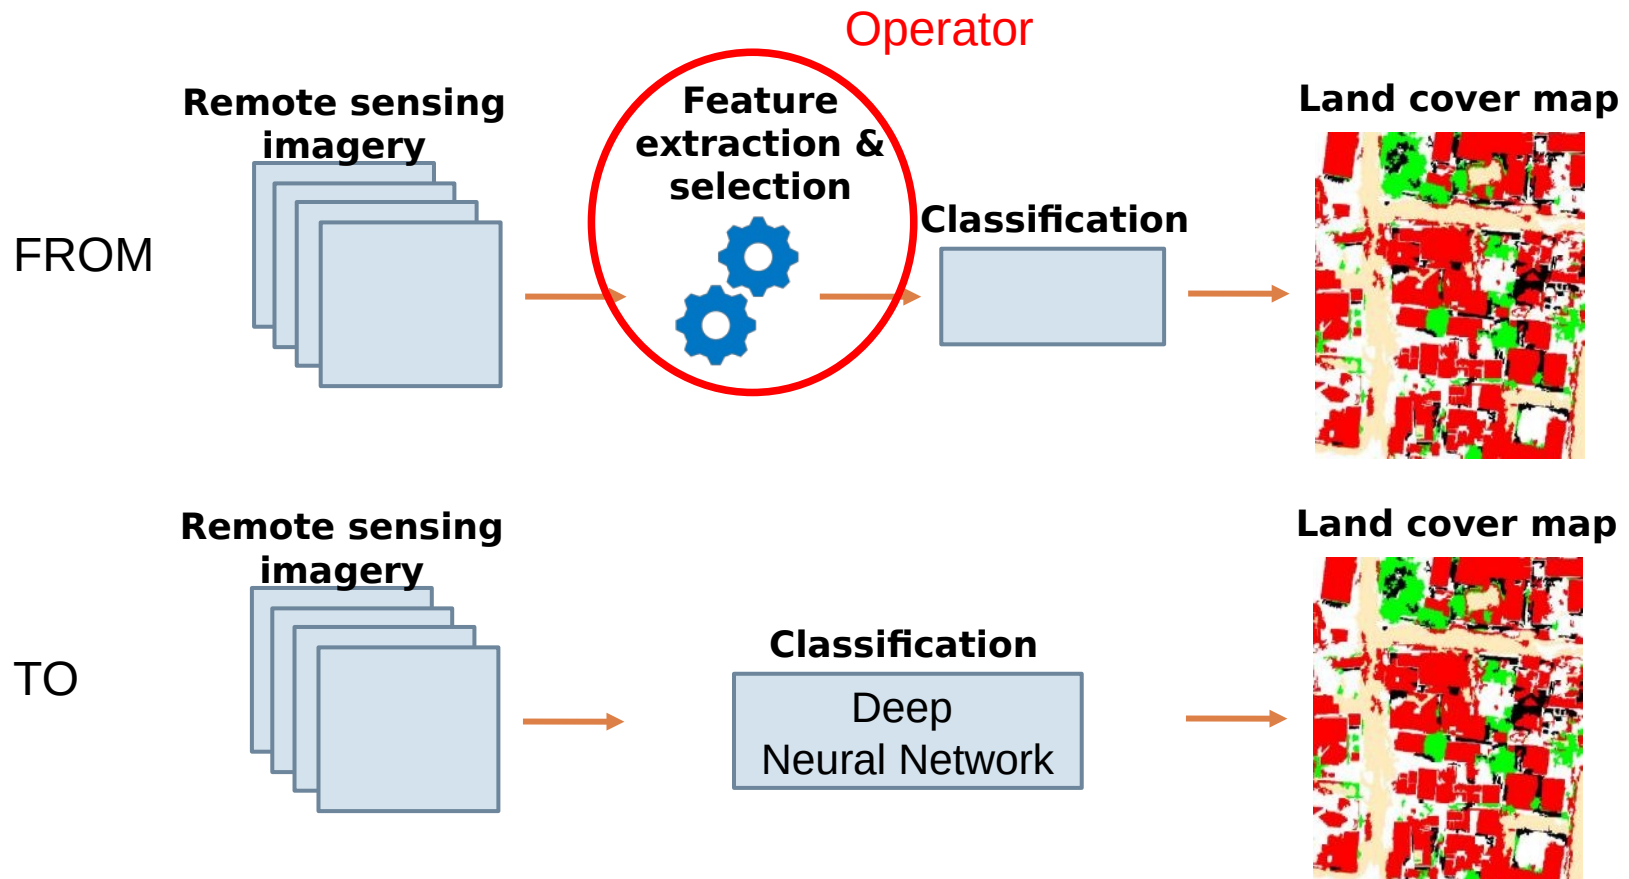 Operator
Remote sensing
imagery
Feature
extraction &
selection
Classification
Land cover map
FROM
Remote sensing
imagery
Classification
Deep
Neural Network
Land cover map
TO